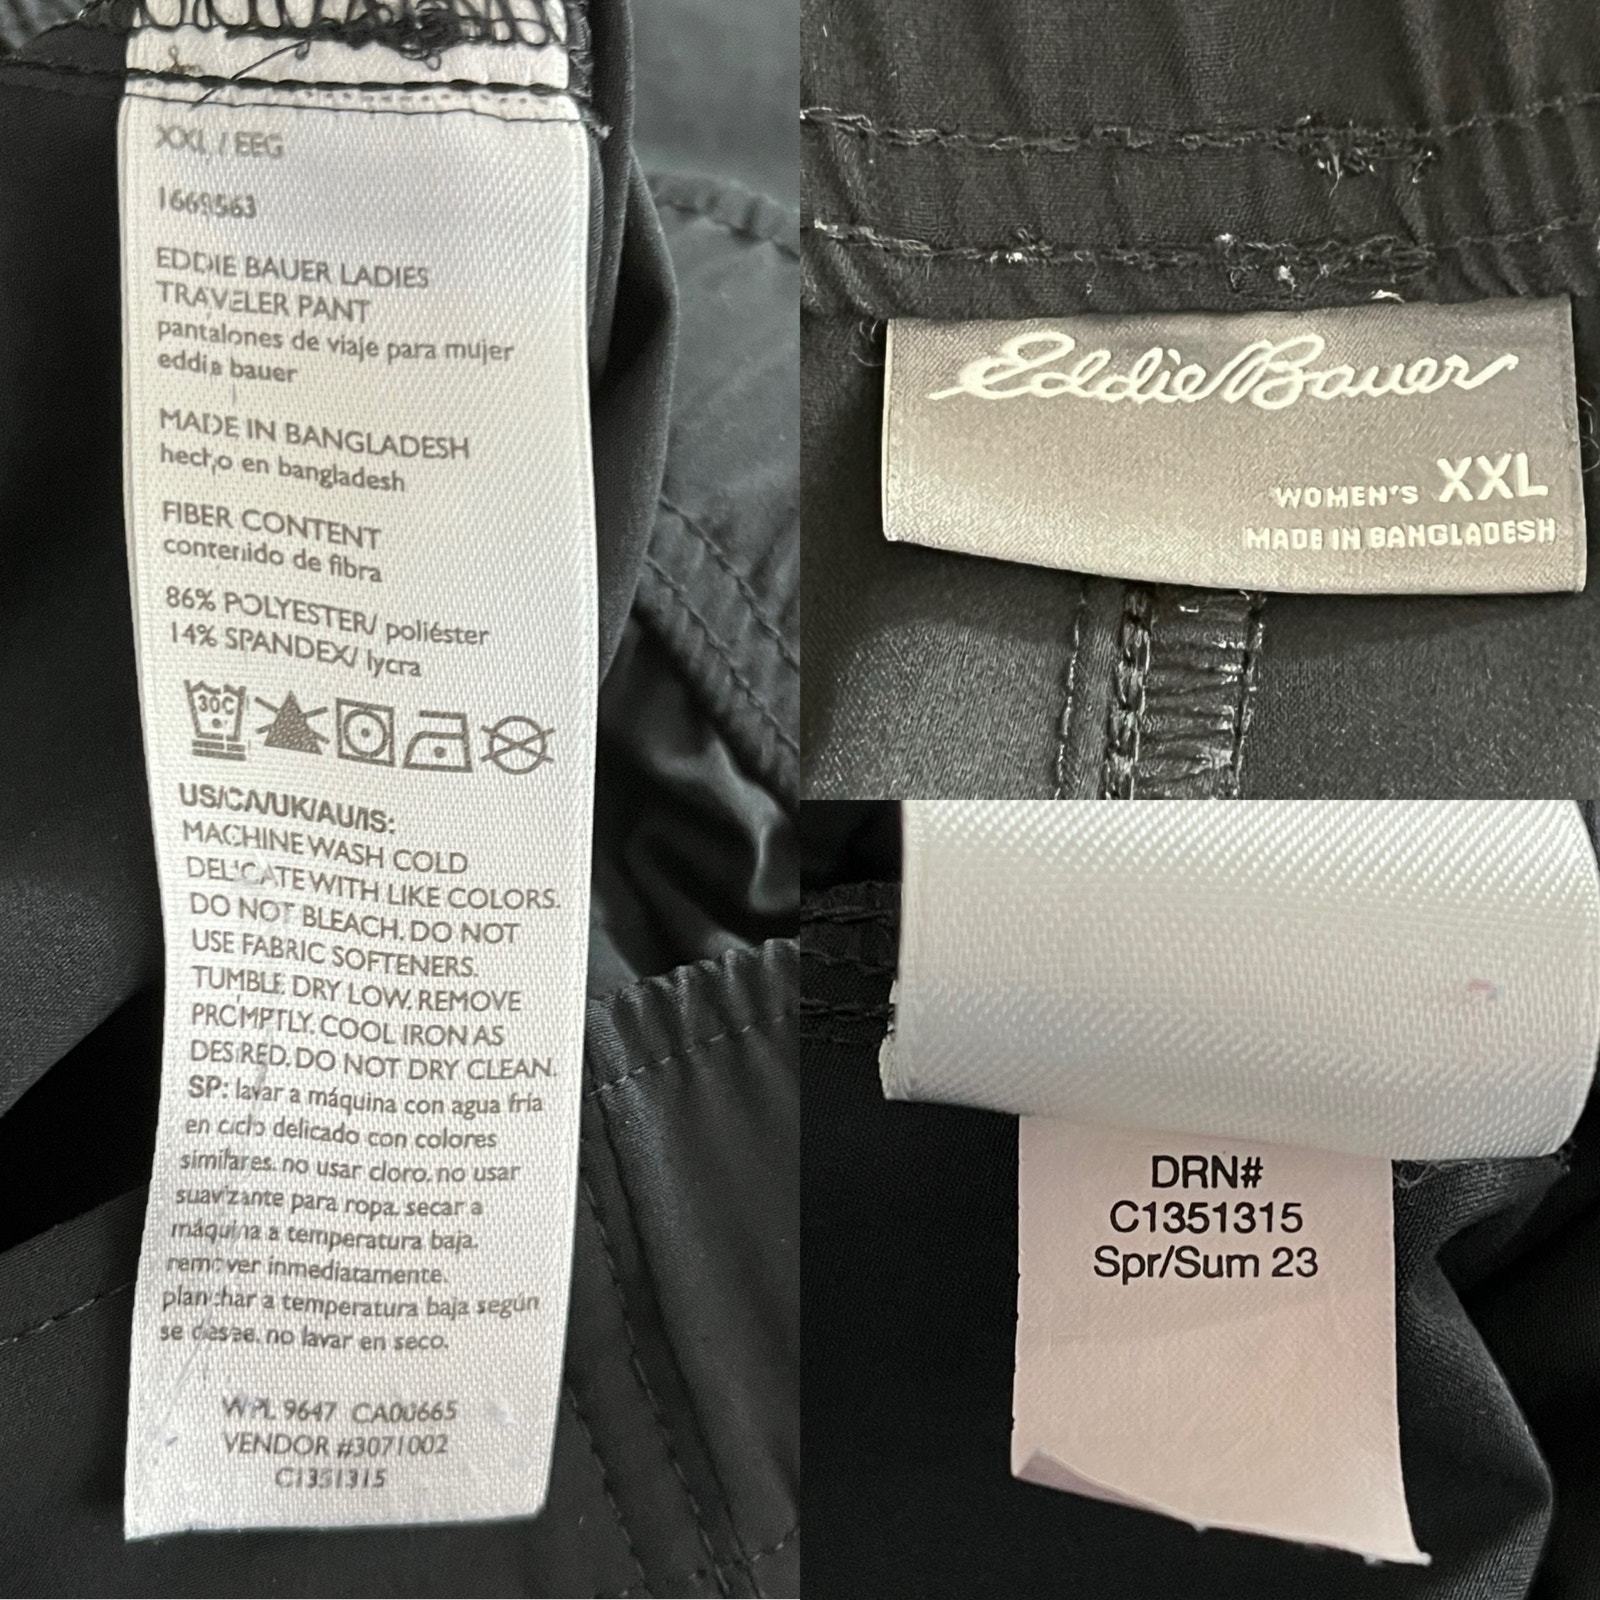 XXL / EEG
1669563
EDDIE BAUER LADIES
TRAVELER PANT
pantalones de viaje para mujer
eddie bauer
MADE IN BANGLADESH
hecho en bangladesh
FIBER CONTENT
contenido de fibra
86% POLYESTER/ poliéster
14% SPANDEX/ lycra
30C
US/CA/UK/AU/IS:
MACHINE WASH COLD
DELICATE WITH LIKE COLORS.
DO NOT BLEACH. DO NOT
USE FABRIC SOFTENERS.
TUMBLE DRY LOW. REMOVE
PROMPTLY. COOL IRON AS
DESIRED. DO NOT DRY CLEAN.
SP: lavar a máquina con agua fría
en ciclo delicado con colores
similares. no usar cloro. no usar
suavizante para ropa. secar a
máquina a temperatura baja.
remover inmediatamente.
planchar a temperatura baja según
se desee. no lavar en seco.
WPL 9647 CA00665
VENDOR #3071002
C1351315
Eddie Bauer
WOMEN'S XXL
MADE IN BANGLADESH
DRN#
C1351315
Spr/Sum 23